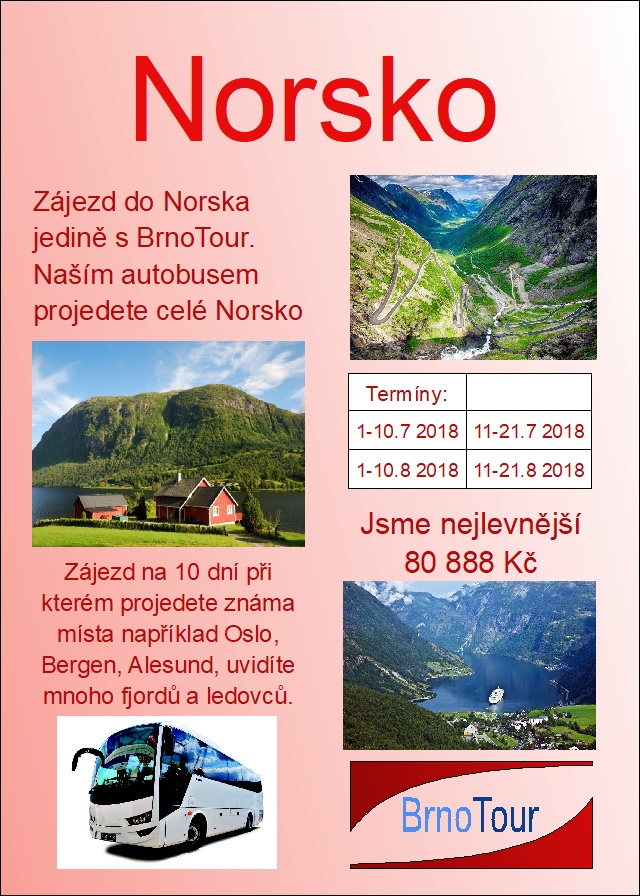 Norsko
Zájezd do Norska
jedině s BrnoTour.
Naším autobusem
projedete celé Norsko
Termíny:
1-10.7 2018 11-21.7 2018
1-10.8 2018 11-21.8 2018
Jsme nejlevnější
80 888 Kč
Zájezd na 10 dní při
kterém projedete známa
místa například Oslo,
Bergen, Alesund, uvidíte
mnoho fjordů a ledovců.
BrnoTour